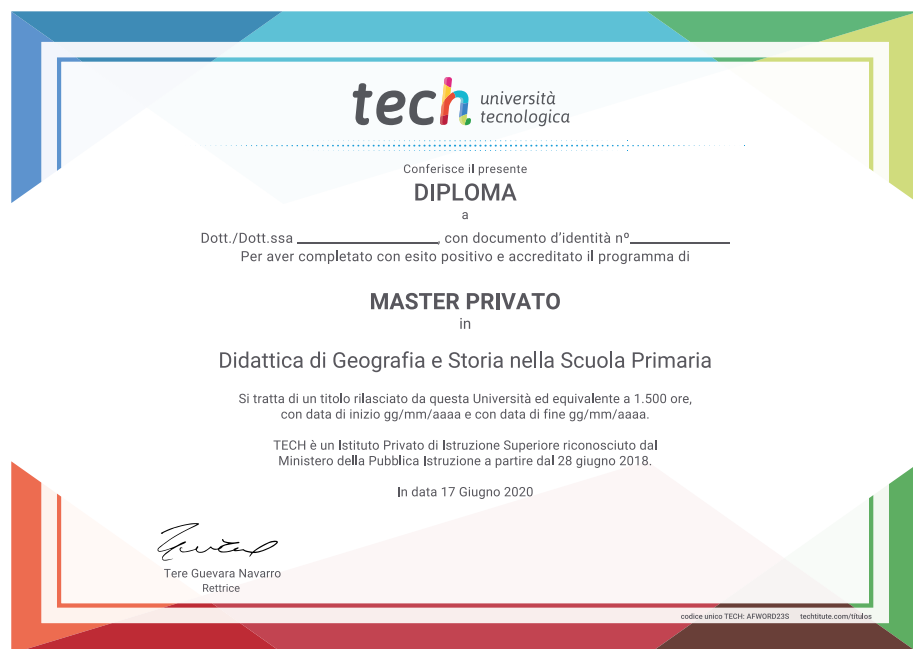 tech università
tecnologica
Conferisce il presente
DIPLOMA
a
Dott./Dott.ssa ___________________, con documento d'identità nº_____________
Per aver completato con esito positivo e accreditato il programma di
MASTER PRIVATO
in
Didattica di Geografia e Storia nella Scuola Primaria
Si tratta di un titolo rilasciato da questa Università ed equivalente a 1.500 ore,
con data di inizio gg/mm/aaaa e con data di fine gg/mm/aaaa.
TECH è un Istituto Privato di Istruzione Superiore riconosciuto dal
Ministero della Pubblica Istruzione a partire dal 28 giugno 2018.
In data 17 Giugno 2020
Tere Guevara Navarro
Rettrice
codice unico TECH: AFWORD23S techtitute.com/títulos